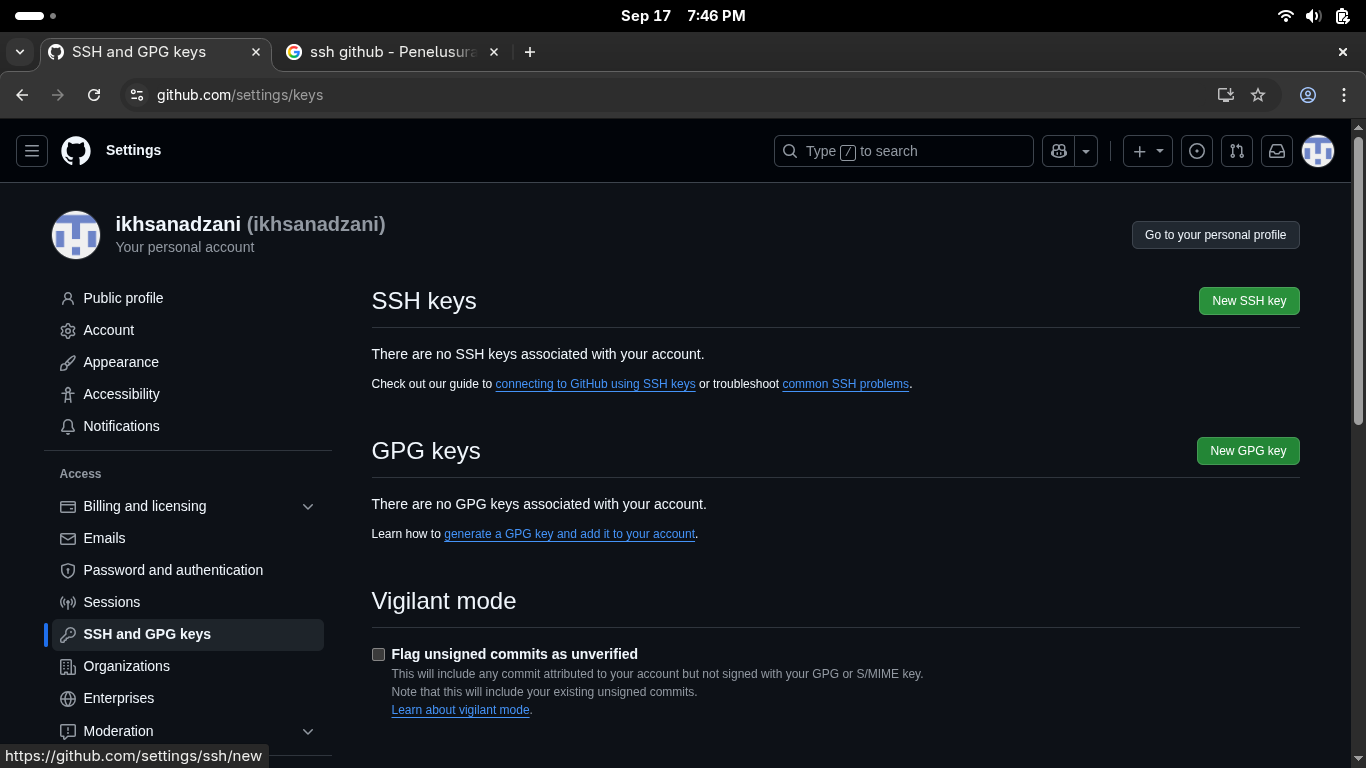 Sep 17 7:46 PM
SSH and GPG keys
ssh github - Penelusura
github.com/settings/keys
Settings
Type / to search
ikhsanadzani (ikhsanadzani)
Your personal account
Go to your personal profile
Public profile
Account
Appearance
Accessibility
Notifications
Access
Billing and licensing
Emails
Password and authentication
Sessions
SSH and GPG keys
Organizations
Enterprises
Moderation
SSH keys
New SSH key
There are no SSH keys associated with your account.
Check out our guide to connecting to GitHub using SSH keys or troubleshoot common SSH problems.
GPG keys
New GPG key
There are no GPG keys associated with your account.
Learn how to generate a GPG key and add it to your account.
Vigilant mode
Flag unsigned commits as unverified
This will include any commit attributed to your account but not signed with your GPG or S/MIME key.
Note that this will include your existing unsigned commits.
Learn about vigilant mode.
https://github.com/settings/ssh/new